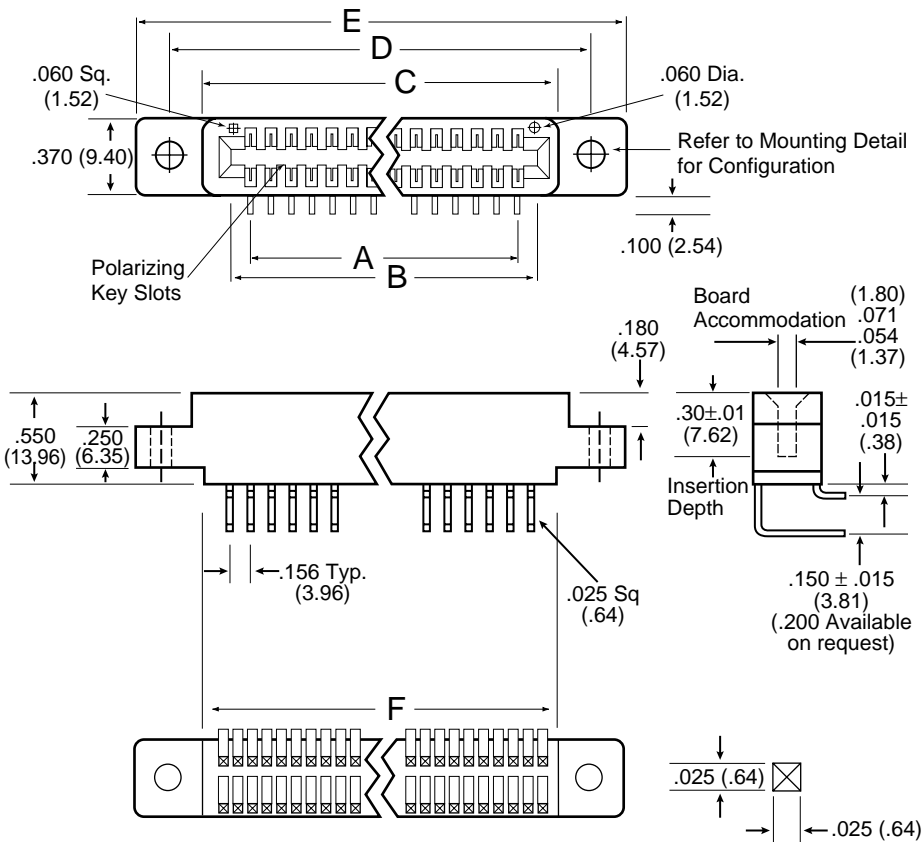 E
D
C
.060 Sq.
(1.52)
.060 Dia.
(1.52)
.370 (9.40)
Refer to Mounting Detail
for Configuration
.100 (2.54)
A
B
Polarizing
Key Slots
.180
(4.57)
Board
Accommodation
(1.80)
.071
.054
(1.37)
.550
(13.96)
.250
(6.35)
.30±.01
(7.62)
.015±
.015
(.38)
Insertion
Depth
.156 Typ.
(3.96)
.025 Sq
(.64)
.150 ± .015
(3.81)
(.200 Available
on request)
F
.025 (.64)
.025 (.64)